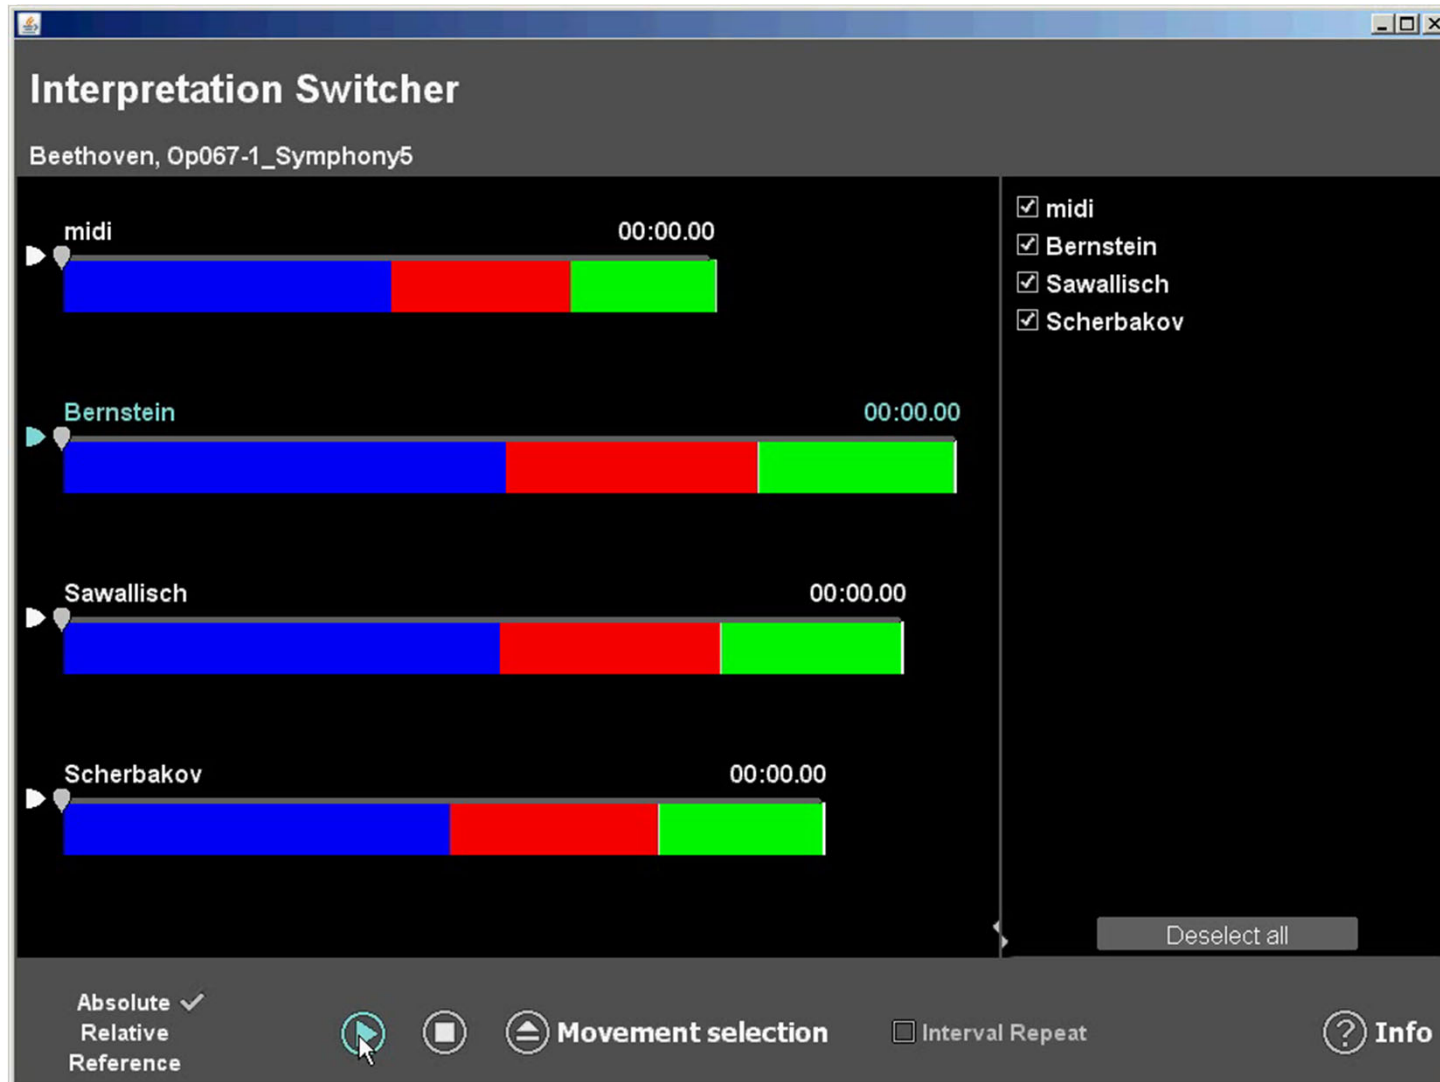 Interpretation Switcher
Beethoven, Op067-1_Symphony5
midi 00:00.00
Bernstein 00:00.00
Sawallisch 00:00.00
Scherbakov 00:00.00
midi
Bernstein
Sawallisch
Scherbakov
Deselect all
Absolute
Relative
Reference
Movement selection
Interval Repeat
? Info